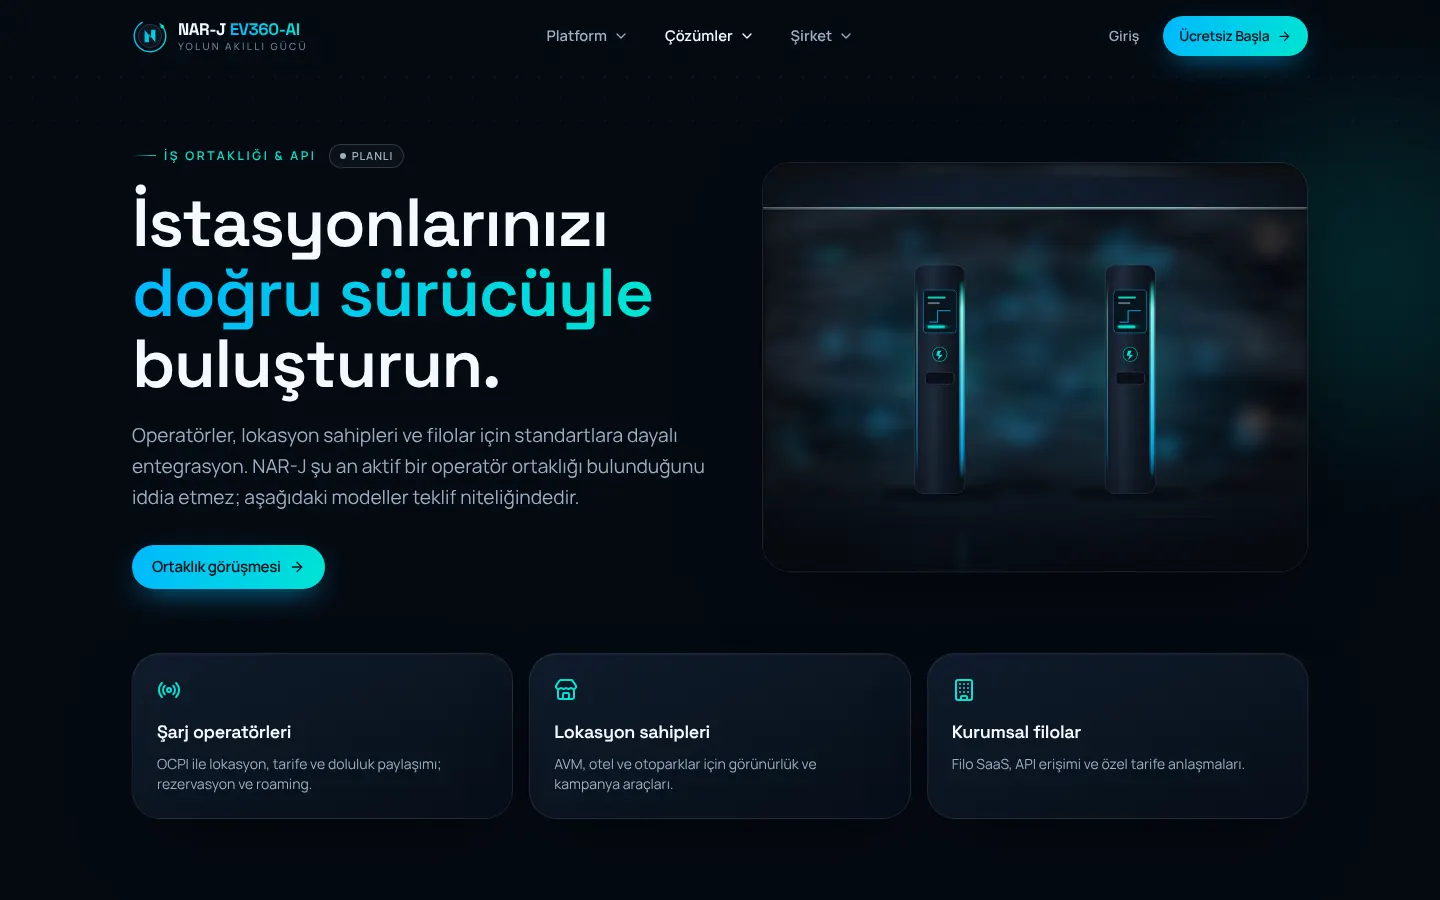 NAR-J EV360-AI
YOLUN AKILLI GÜCÜ
Platform
Çözümler
Şirket
Giriş
Ücretsiz Başla
İŞ ORTAKLIĞI & API
PLANLI
İstasyonlarınızı
doğru sürücüyle
buluşturun.
Operatörler, lokasyon sahipleri ve filolar için standartlara dayalı
entegrasyon. NAR-J şu an aktif bir operatör ortaklığı bulunduğunu
iddia etmez; aşağıdaki modeller teklif niteliğindedir.
Ortaklık görüşmesi
Şarj operatörleri
OCPI ile lokasyon, tarife ve doluluk paylaşımı;
rezervasyon ve roaming.
Lokasyon sahipleri
AVM, otel ve otoparklar için görünürlük ve
kampanya araçları.
Kurumsal filolar
Filo SaaS, API erişimi ve özel tarife anlaşmaları.